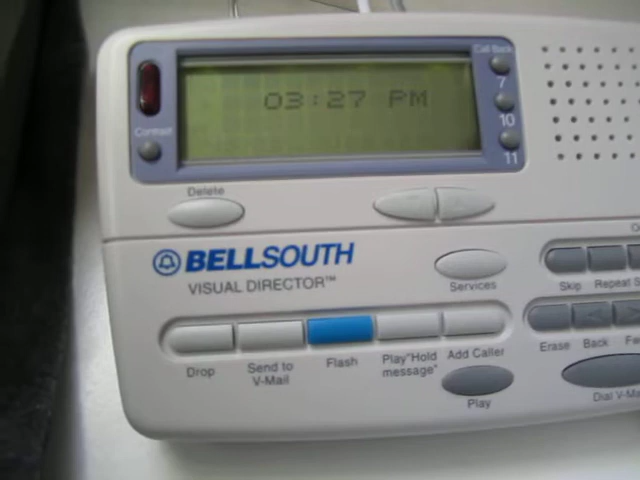 Call Back
03:27 PM
7
Contrast
10
11
Delete
BELLSOUTH
VISUAL DIRECTOR™
Services
Skip Repeat
Drop
Send to
V-Mail
Flash
Play"Hold
message"
Add Caller
Erase Back
Play
Dial